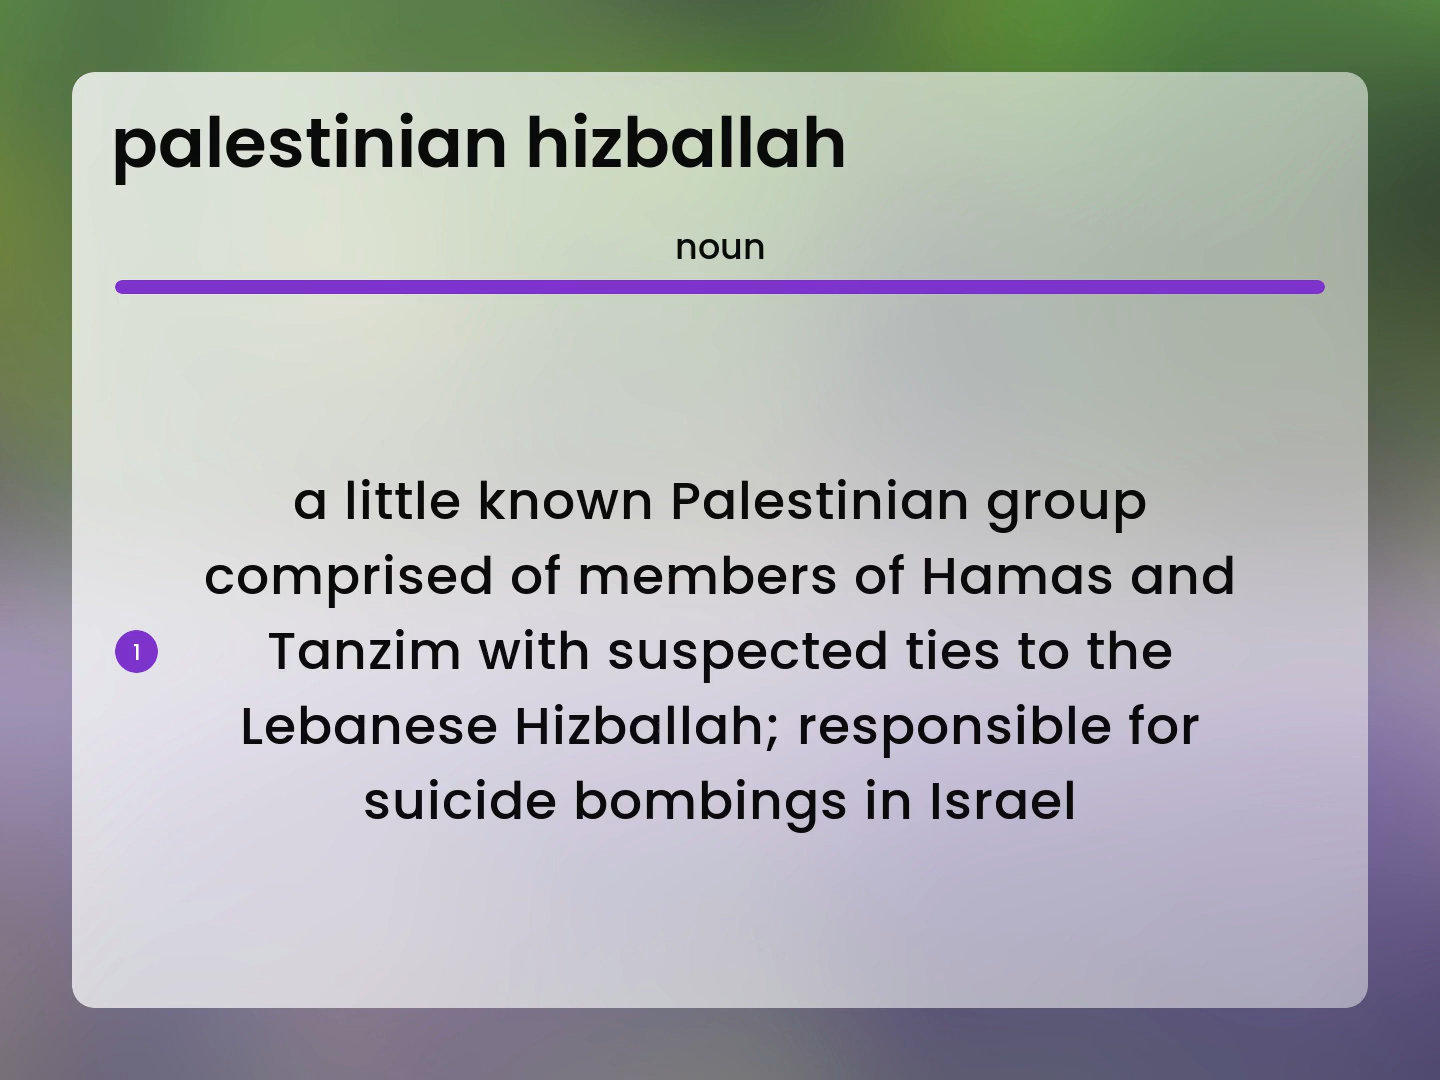 palestinian hizballah
noun
a little known Palestinian group
comprised of members of Hamas and
1 Tanzim with suspected ties to the
Lebanese Hizballah; responsible for
suicide bombings in Israel